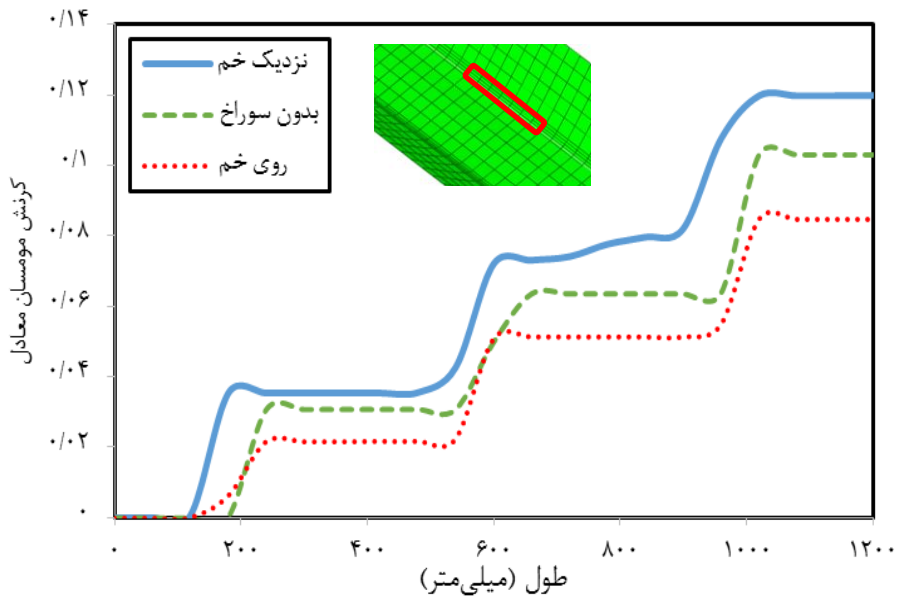 ۰/۱۴
۰/۱۲
۰/۱
۰/۰۸
۰/۰۶
۰/۰۴
۰/۰۲
۰
کرنش مومسان معادل
نزدیک خم
بدون سوراخ
روی خم
۰ ۲۰۰ ۴۰۰ ۶۰۰ ۸۰۰ ۱۰۰۰ ۱۲۰۰
طول (میلی‌متر)